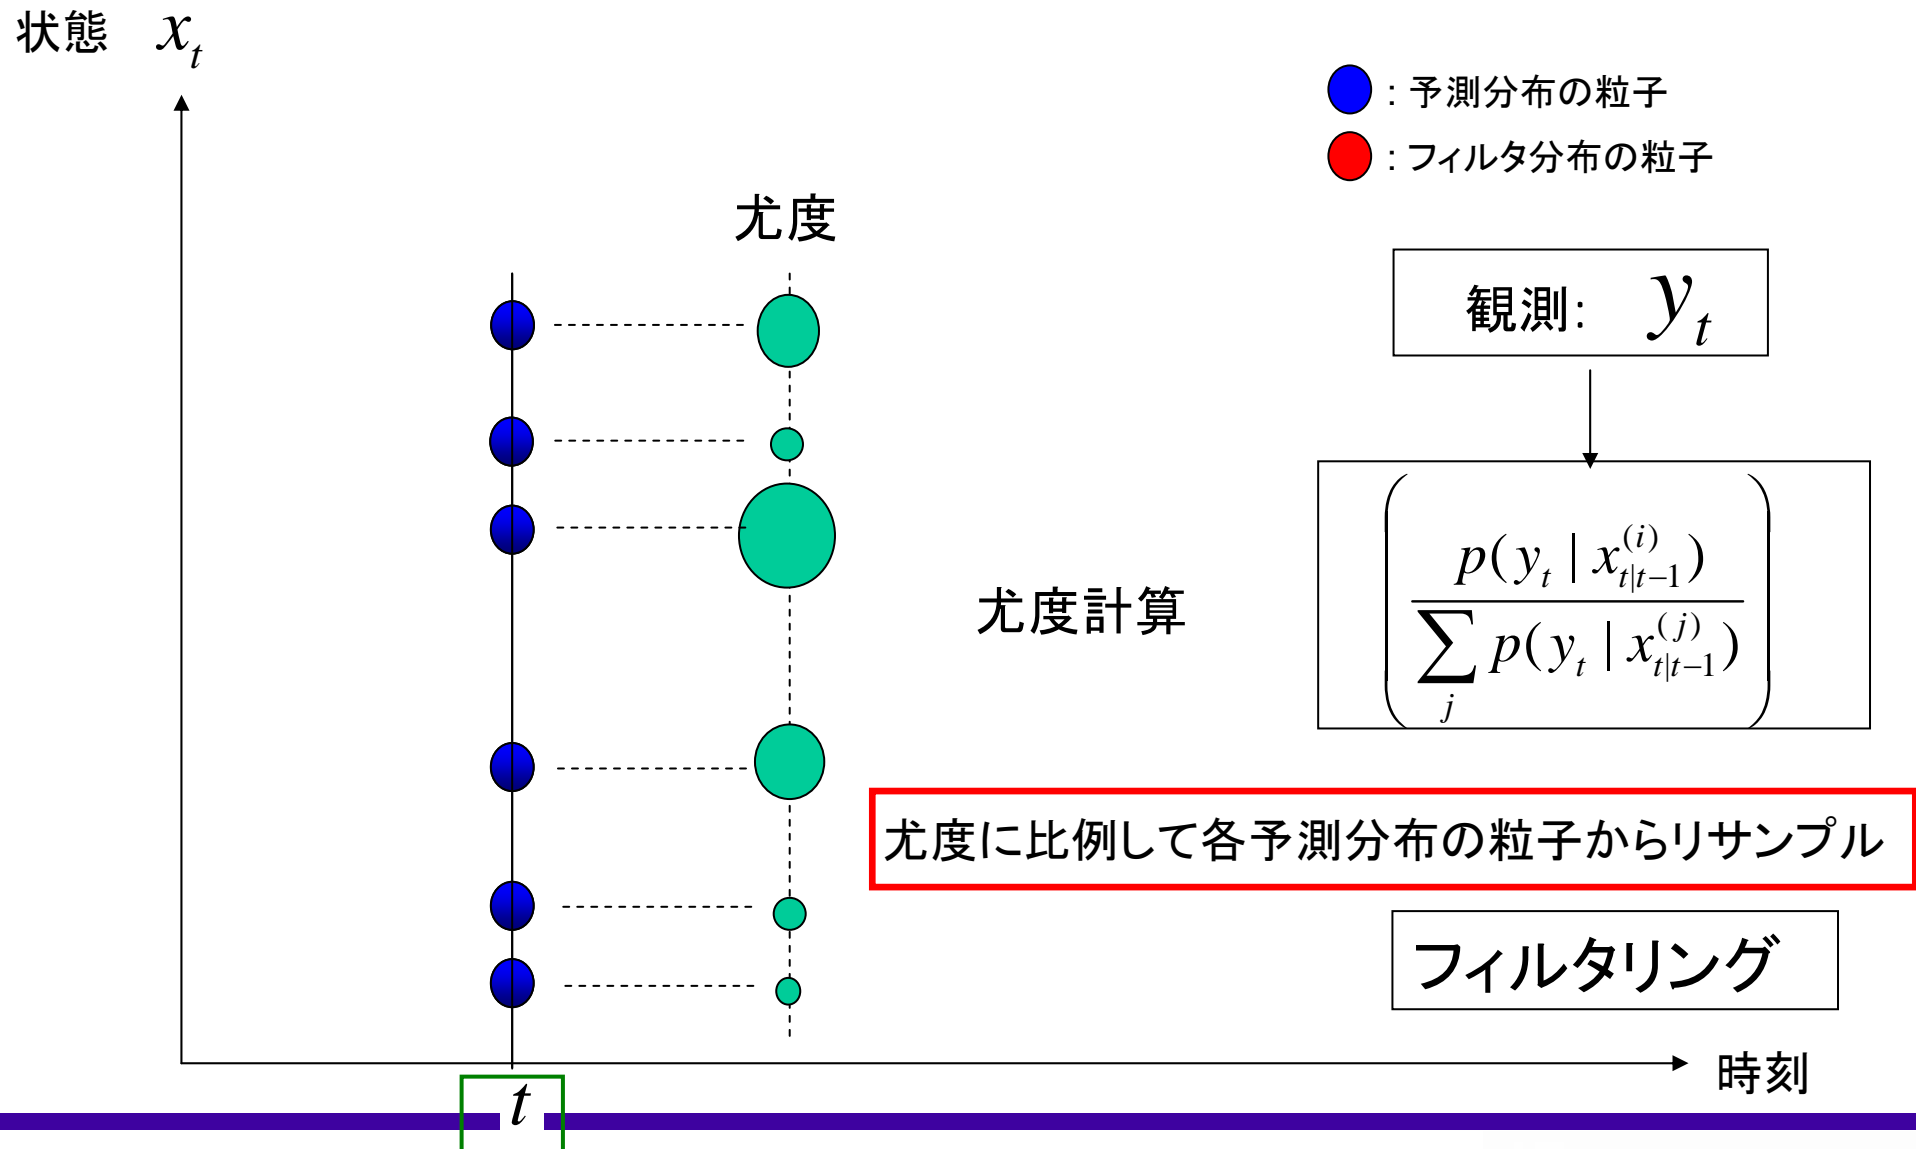 状態 x_t
: 予測分布の粒子
: フィルタ分布の粒子
尤度
観測: y_t
尤度計算
p(y_t | x_{t|t-1}^{(i)})
∑_j p(y_t | x_{t|t-1}^{(j)})
尤度に比例して各予測分布の粒子からリサンプル
フィルタリング
時刻
t